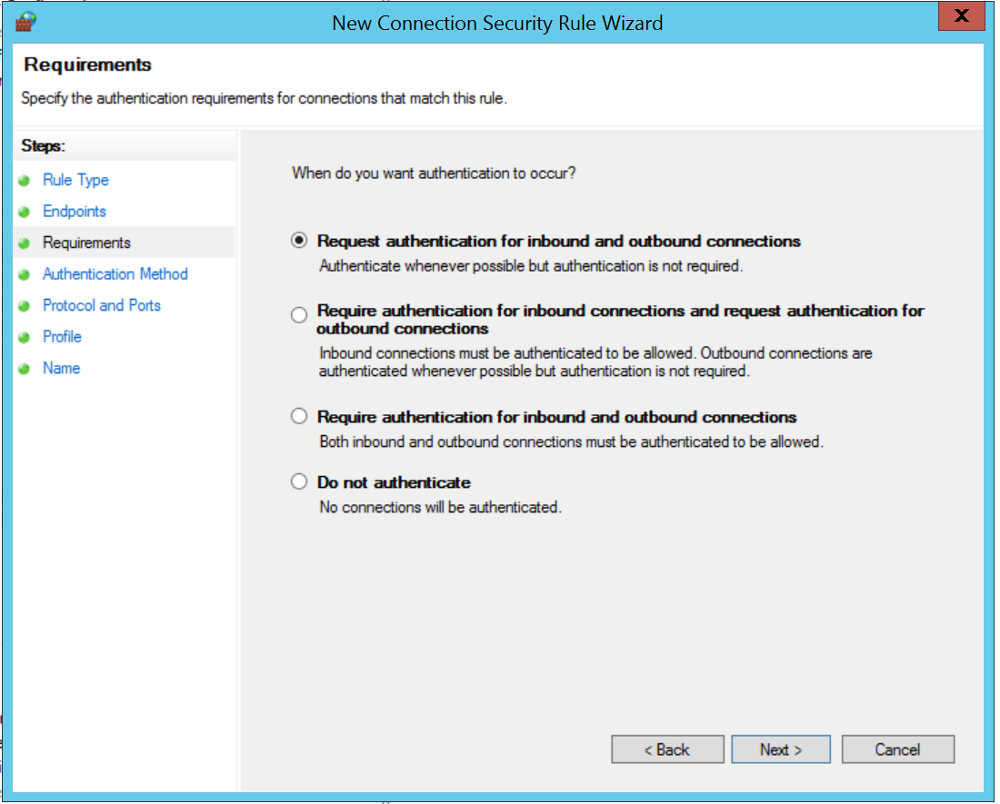 New Connection Security Rule Wizard
X
Requirements
Specify the authentication requirements for connections that match this rule.
Steps:
Rule Type
Endpoints
Requirements
Authentication Method
Protocol and Ports
Profile
Name
When do you want authentication to occur?
Request authentication for inbound and outbound connections
Authenticate whenever possible but authentication is not required.
Require authentication for inbound connections and request authentication for
outbound connections
Inbound connections must be authenticated to be allowed. Outbound connections are
authenticated whenever possible but authentication is not required.
Require authentication for inbound and outbound connections
Both inbound and outbound connections must be authenticated to be allowed.
Do not authenticate
No connections will be authenticated.
< Back
Next >
Cancel